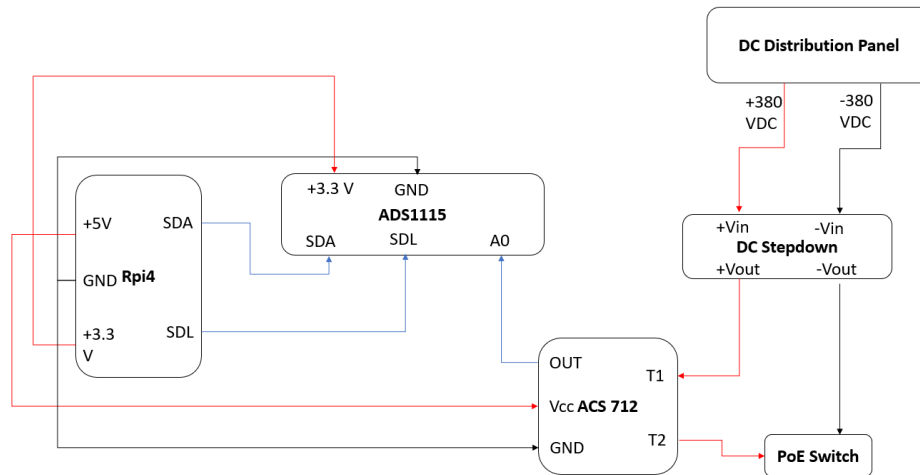 DC Distribution Panel
+380
VDC
-380
VDC
+3.3 V
GND
ADS1115
SDA
SDL
A0
+5V
SDA
GND
Rpi4
+3.3
V
SDL
+Vin
-Vin
DC Stepdown
+Vout
-Vout
OUT
T1
Vcc ACS 712
GND
T2
PoE Switch